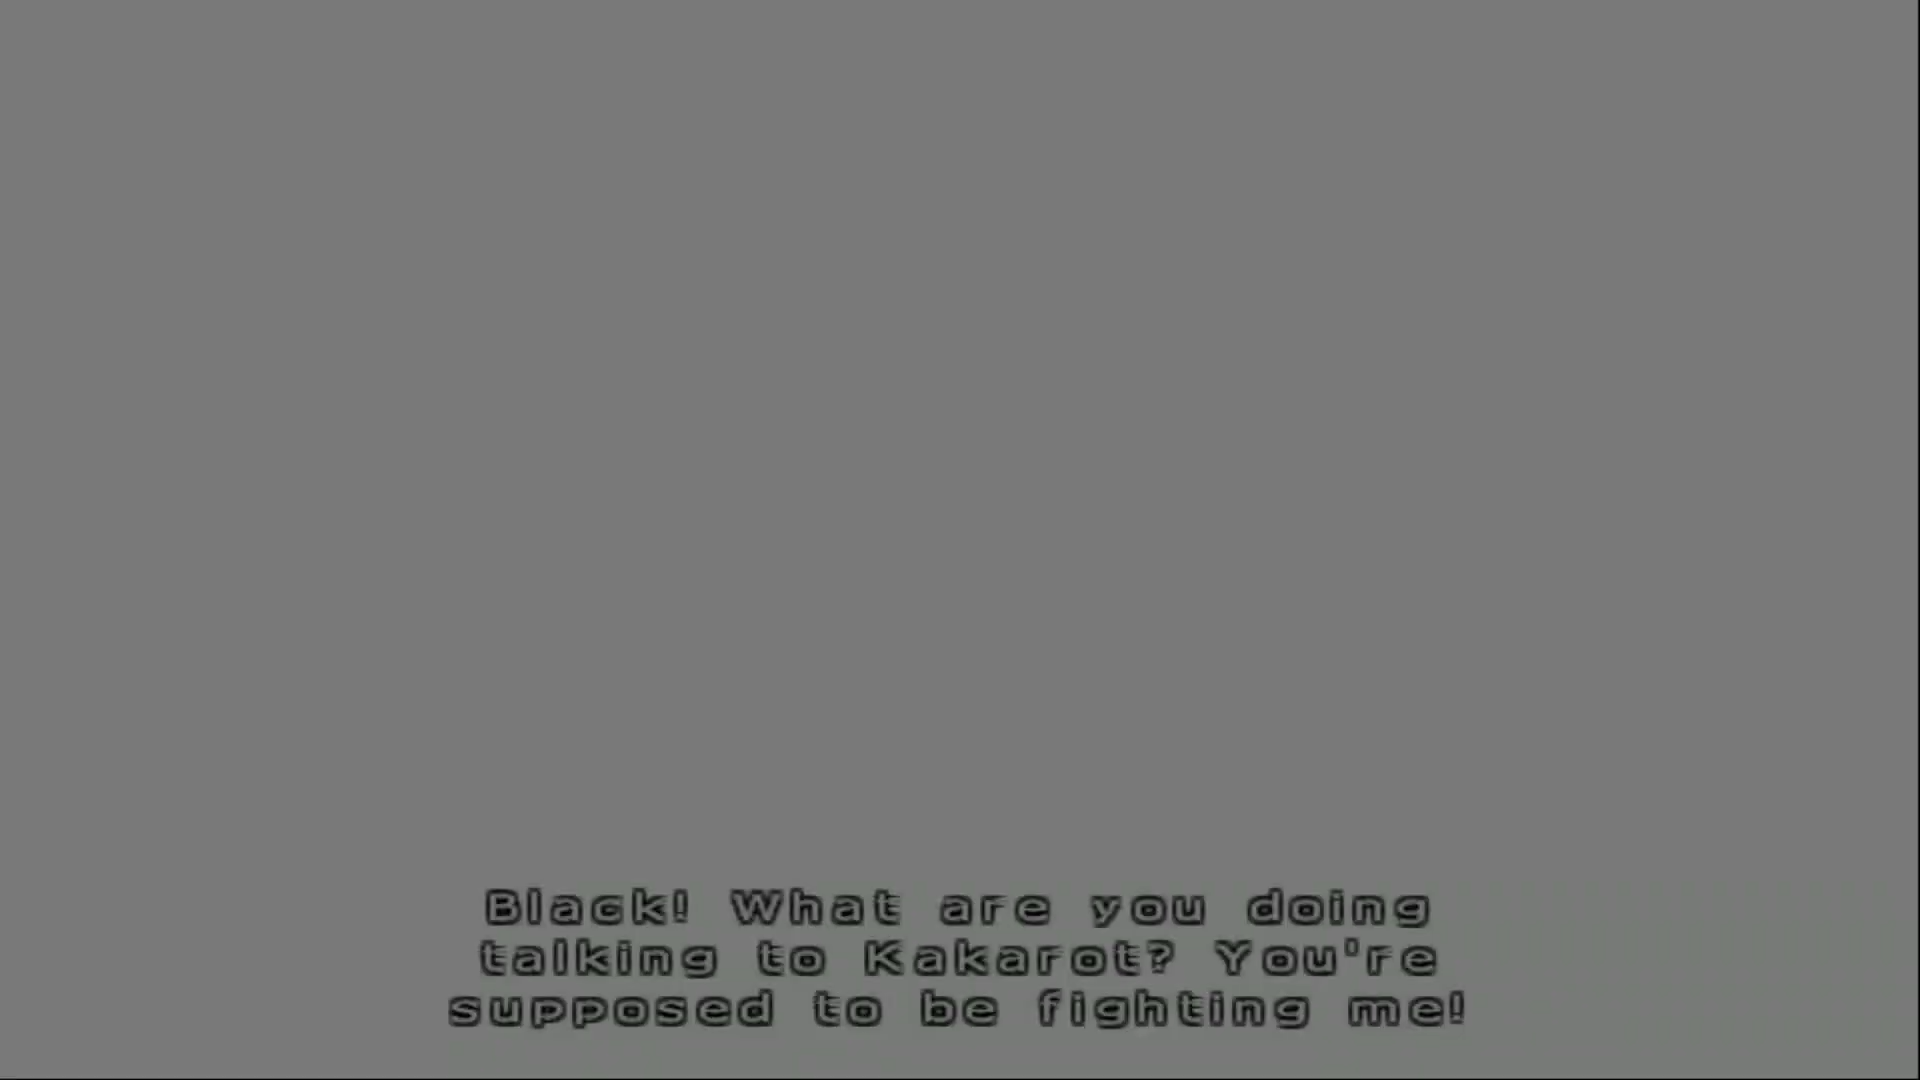 Black! What are you doing
talking to Kakarot? You're
supposed to be fighting me!